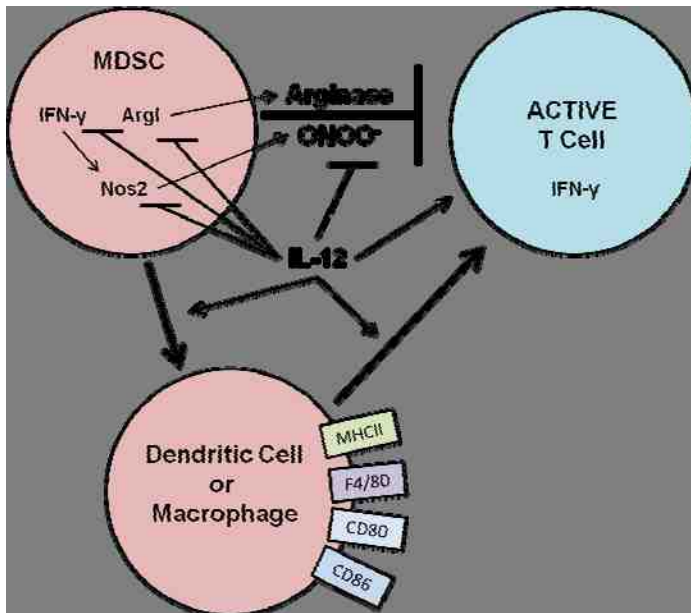 MDSC
IFN-γ ArgI
Nos2
Arginase
ONOO-
ACTIVE
T Cell
IFN-γ
IL-12
Dendritic Cell
or
Macrophage
MHCII
F4/80
CD80
CD86